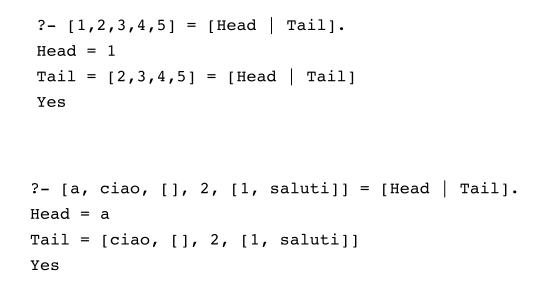 ?- [1,2,3,4,5] = [Head | Tail].
Head = 1
Tail = [2,3,4,5] = [Head | Tail]
Yes
?- [a, ciao, [], 2, [1, saluti]] = [Head | Tail].
Head = a
Tail = [ciao, [], 2, [1, saluti]]
Yes